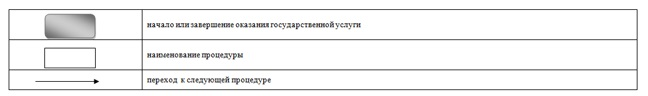 начало или завершение оказания государственной услуги
наименование процедуры
переход к следующей процедуре